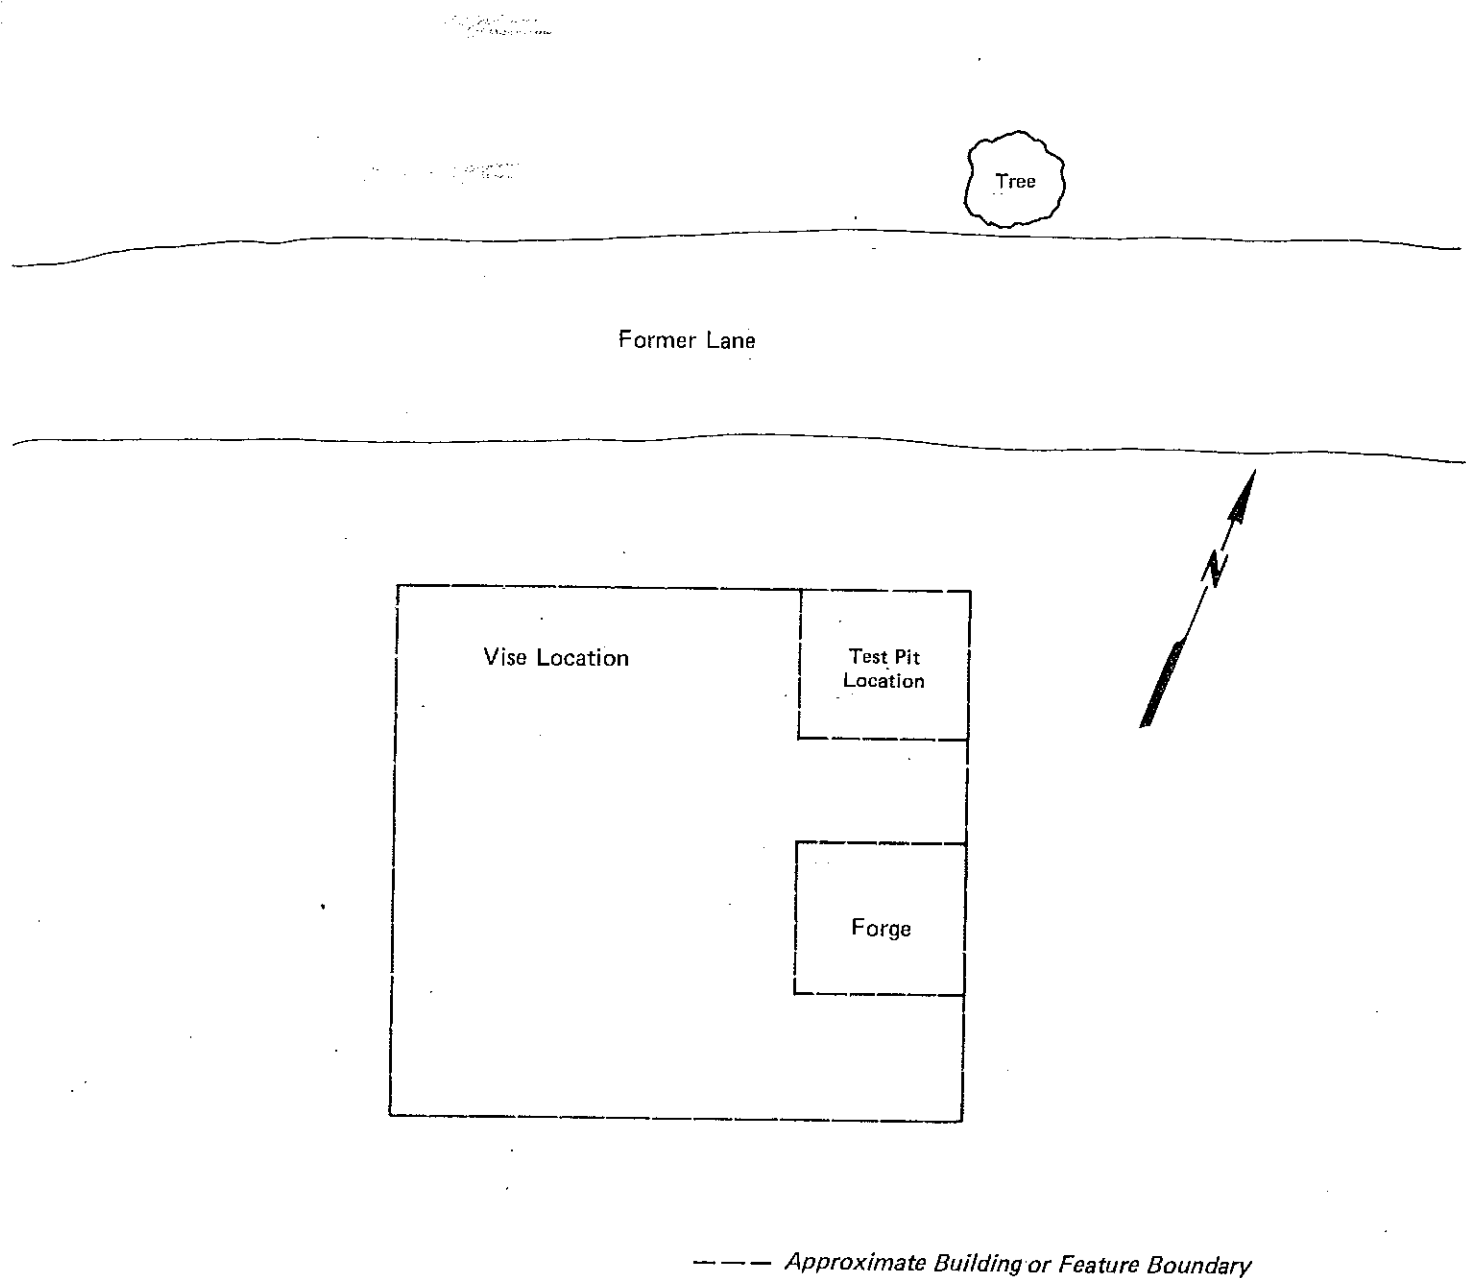 Tree
Former Lane
N
Vise Location
Test Pit
Location
Forge
Approximate Building or Feature Boundary